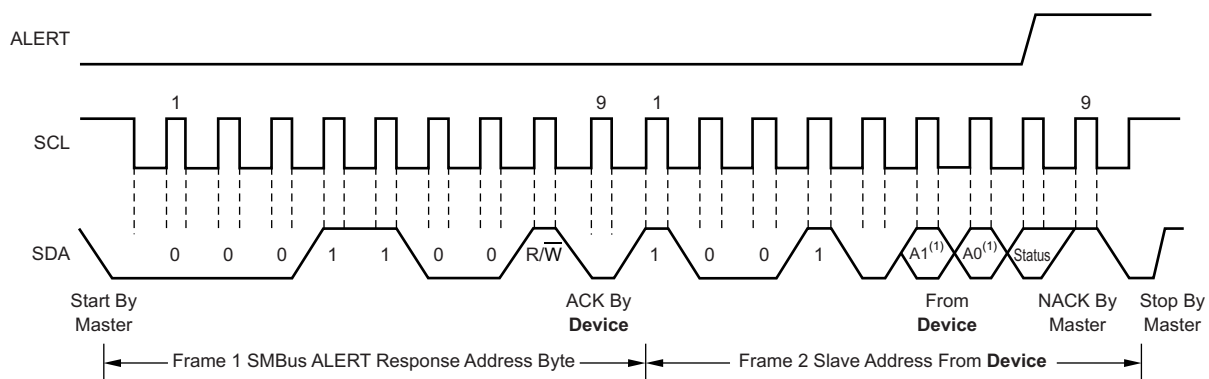 ALERT
1 9 1 9
SCL
SDA 0 0 0 1 1 0 0 R/W 1 0 0 1 A1(1) A0(1) Status
Start By Master
ACK By Device
From Device
NACK By Master
Stop By Master
Frame 1 SMBus ALERT Response Address Byte
Frame 2 Slave Address From Device